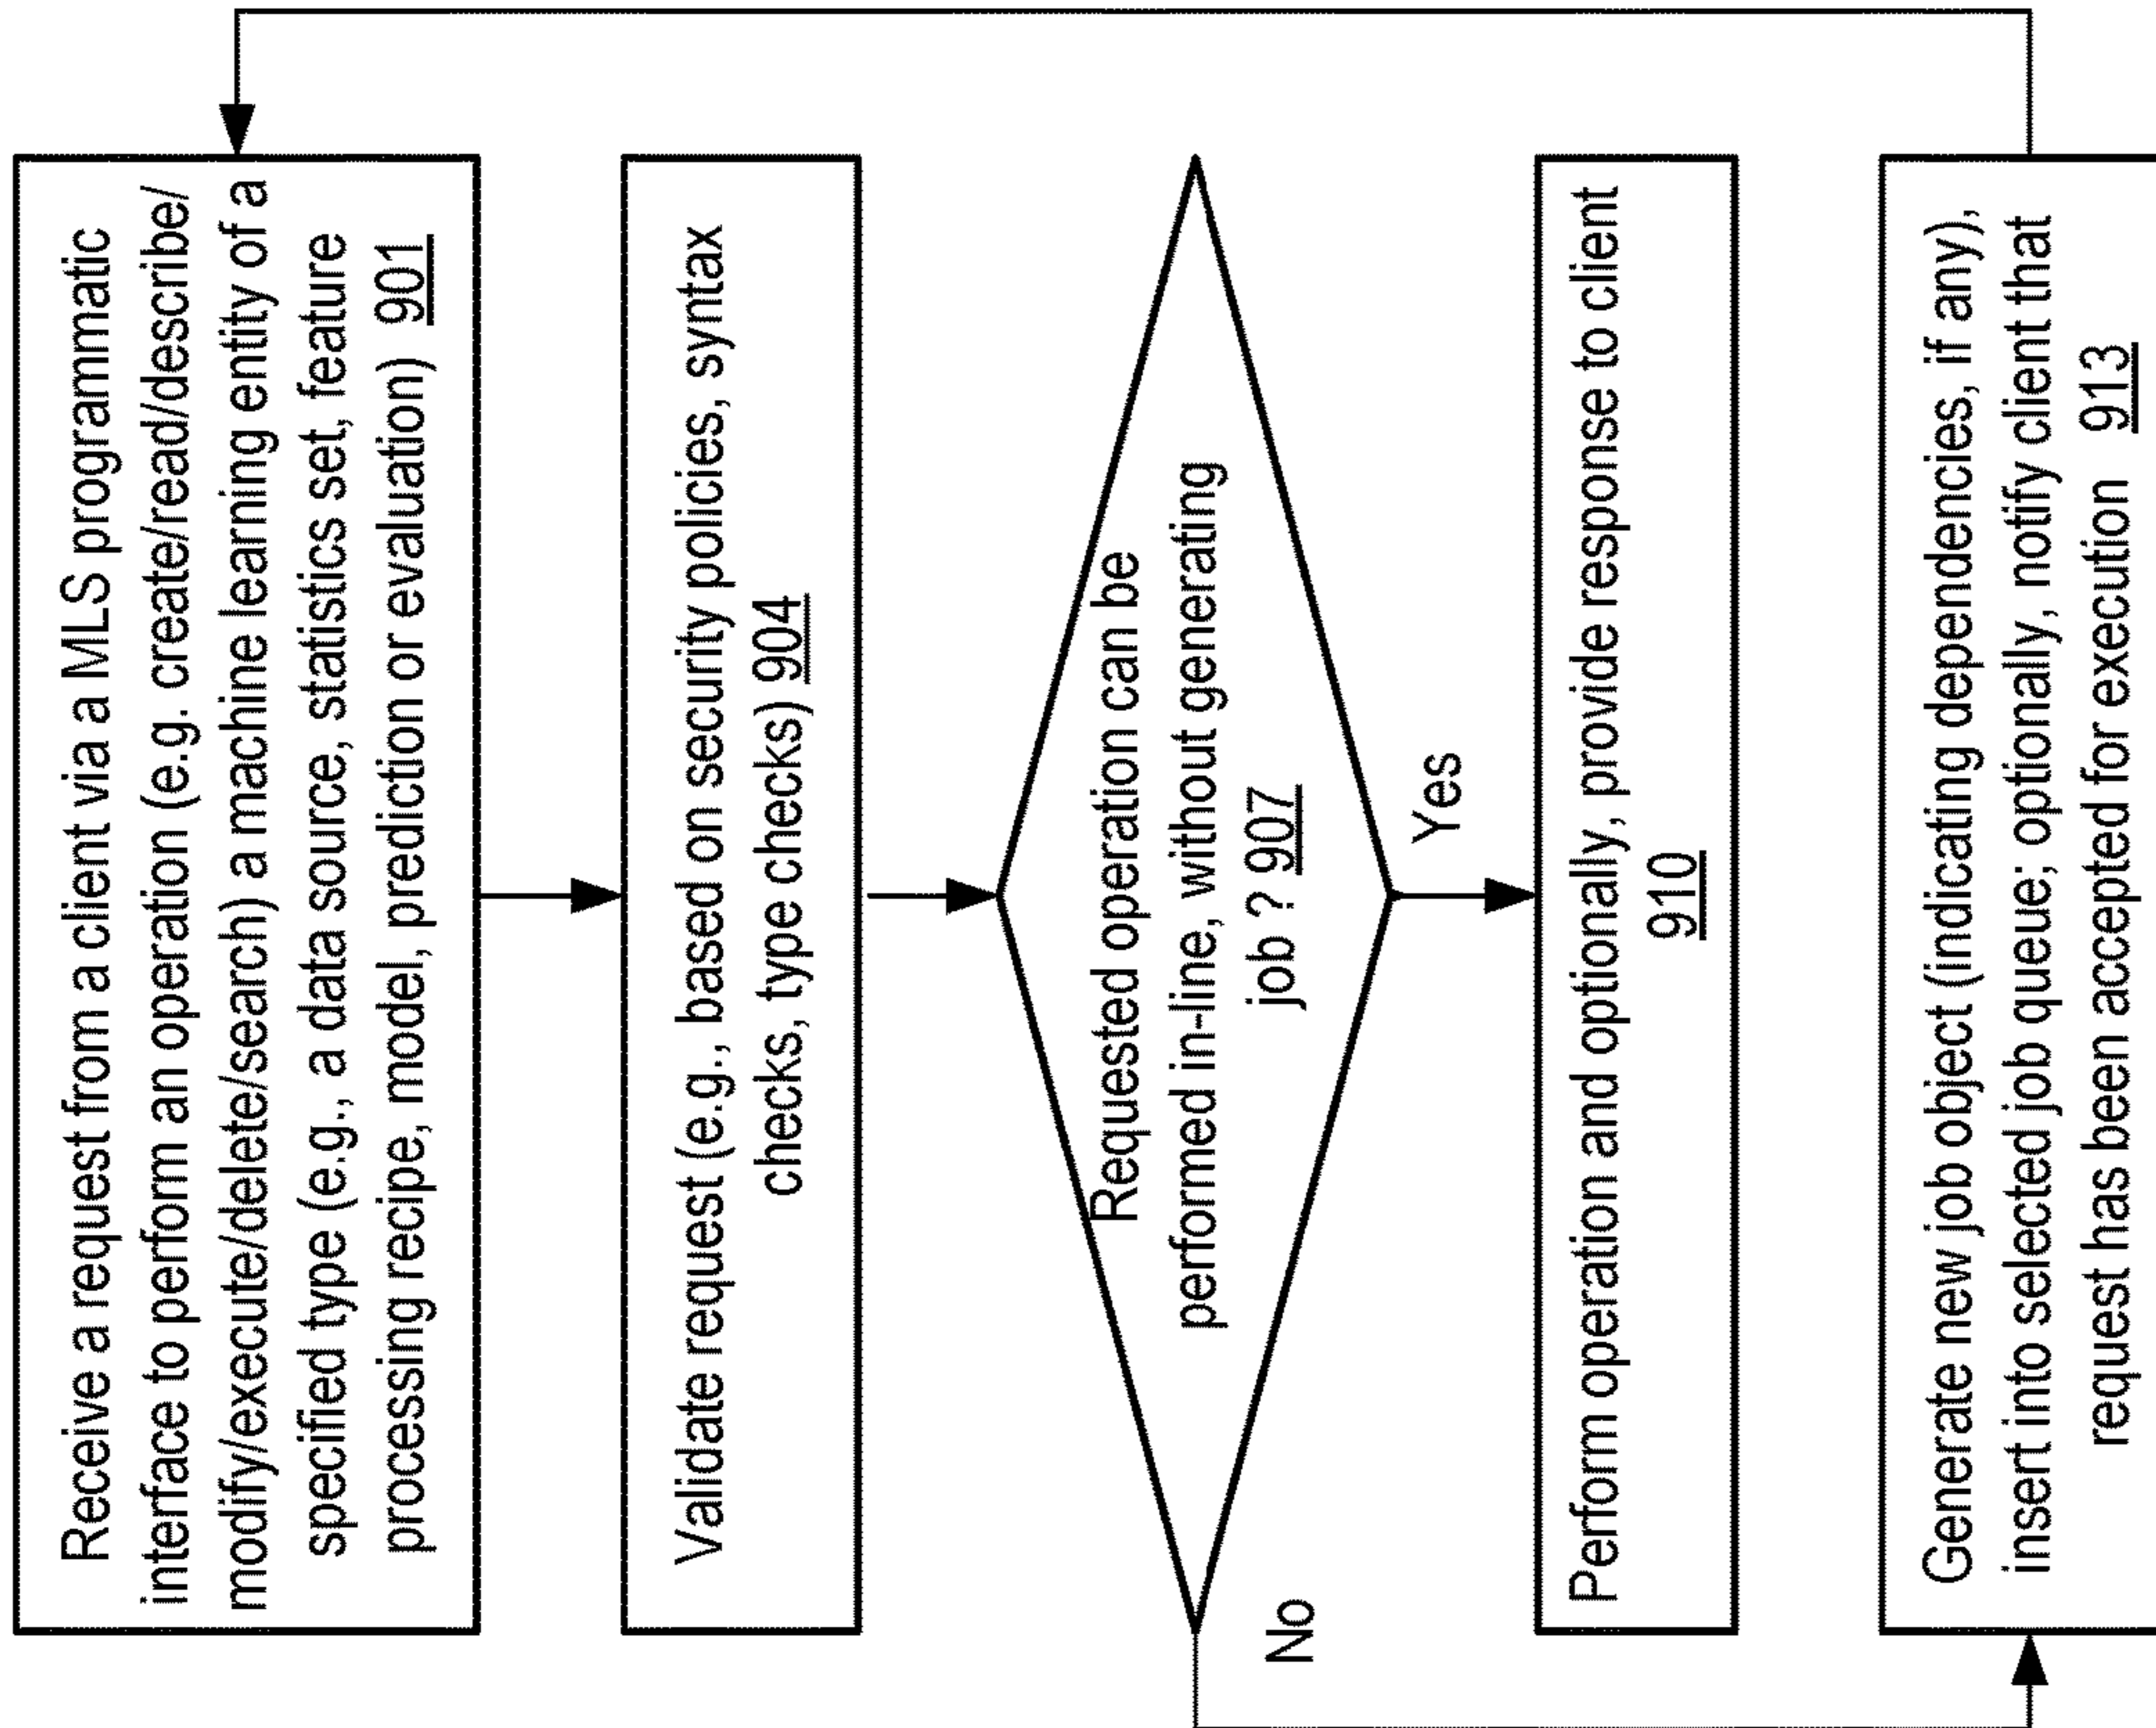 Receive a request from a client via a MLS programmatic
interface to perform an operation (e.g. create/read/describe/
modify/execute/delete/search) a machine learning entity of a
specified type (e.g., a data source, statistics set, feature
processing recipe, model, prediction or evaluation) 901
Validate request (e.g., based on security policies, syntax
checks, type checks) 904
Requested operation can be
performed in-line, without generating
job ? 907
No
Yes
Perform operation and optionally, provide response to client
910
Generate new job object (indicating dependencies, if any),
insert into selected job queue; optionally, notify client that
request has been accepted for execution 913